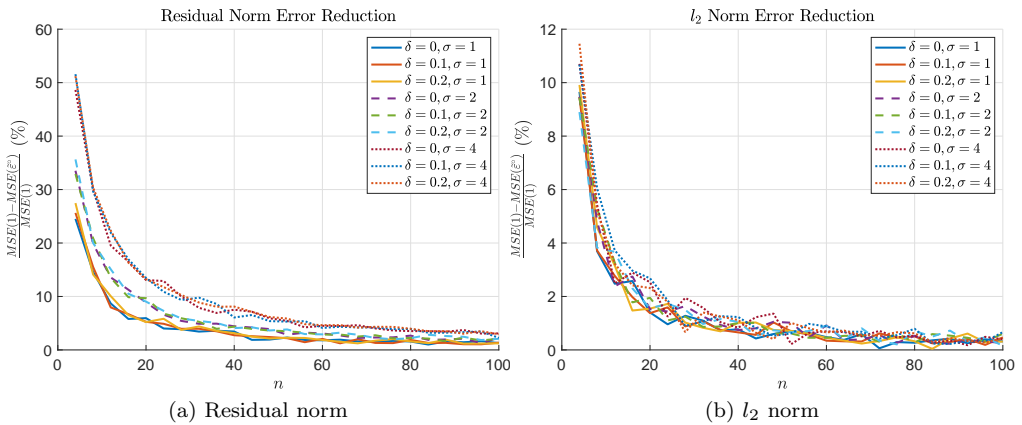 Residual Norm Error Reduction
60
50
40
30
20
10
0
0 20 40 60 80 100
n
MSE(1)−MSE(ε̂ᵒ)
MSE(1) (%)
δ = 0, σ = 1
δ = 0.1, σ = 1
δ = 0.2, σ = 1
δ = 0, σ = 2
δ = 0.1, σ = 2
δ = 0.2, σ = 2
δ = 0, σ = 4
δ = 0.1, σ = 4
δ = 0.2, σ = 4
(a) Residual norm
l₂ Norm Error Reduction
12
10
8
6
4
2
0
0 20 40 60 80 100
n
MSE(1)−MSE(ε̂ᵒ)
MSE(1) (%)
δ = 0, σ = 1
δ = 0.1, σ = 1
δ = 0.2, σ = 1
δ = 0, σ = 2
δ = 0.1, σ = 2
δ = 0.2, σ = 2
δ = 0, σ = 4
δ = 0.1, σ = 4
δ = 0.2, σ = 4
(b) l₂ norm